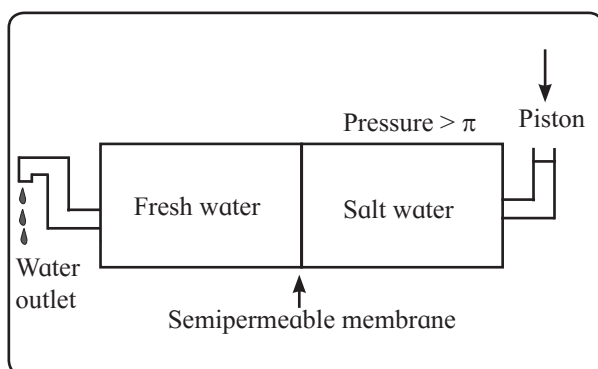 Pressure > π
Piston
Fresh water
Salt water
Water
outlet
Semipermeable membrane